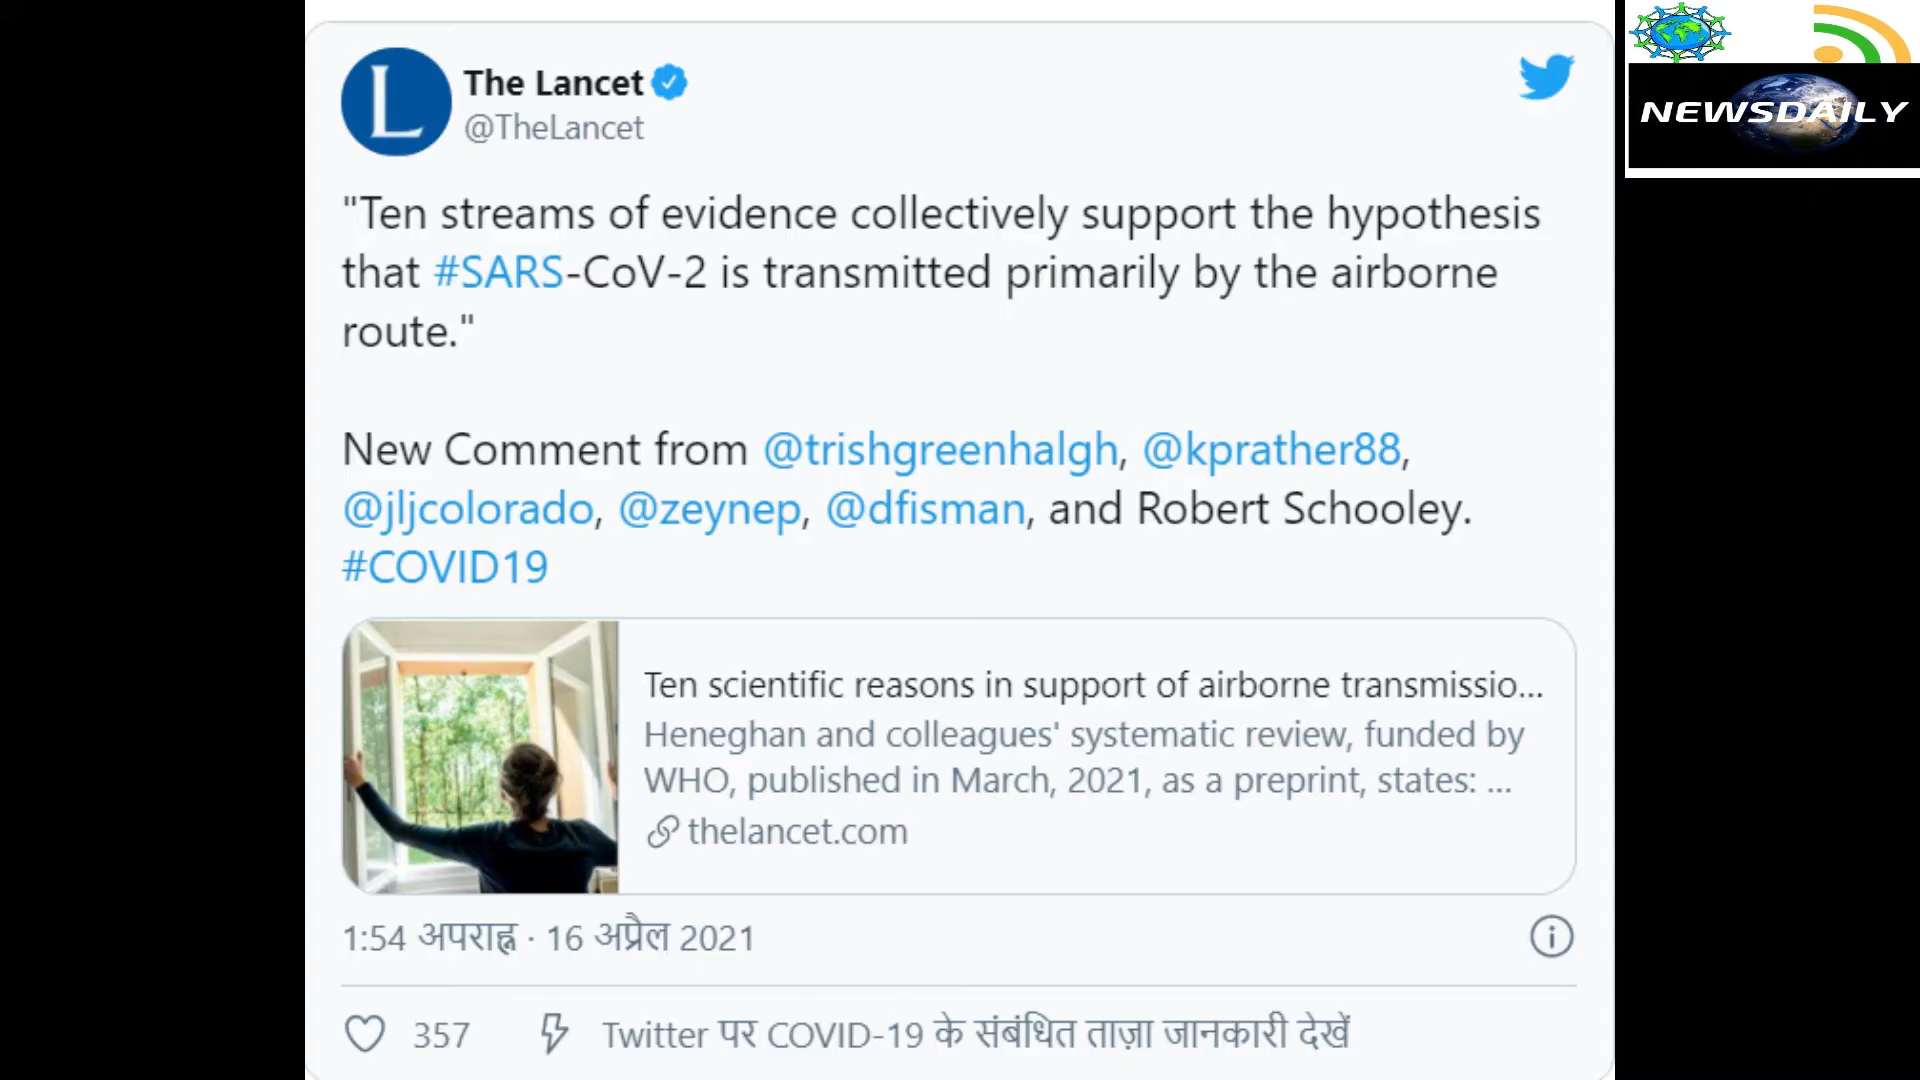 The Lancet
@TheLancet
NEWSDAILY
"Ten streams of evidence collectively support the hypothesis
that #SARS-CoV-2 is transmitted primarily by the airborne
route."
New Comment from @trishgreenhalgh, @kprather88,
@jljcolorado, @zeynep, @dfisman, and Robert Schooley.
#COVID19
Ten scientific reasons in support of airborne transmissio...
Heneghan and colleagues' systematic review, funded by
WHO, published in March, 2021, as a preprint, states: ...
thelancet.com
1:54 अपराह्न · 16 अप्रैल 2021
357 Twitter पर COVID-19 के संबंधित ताज़ा जानकारी देखें